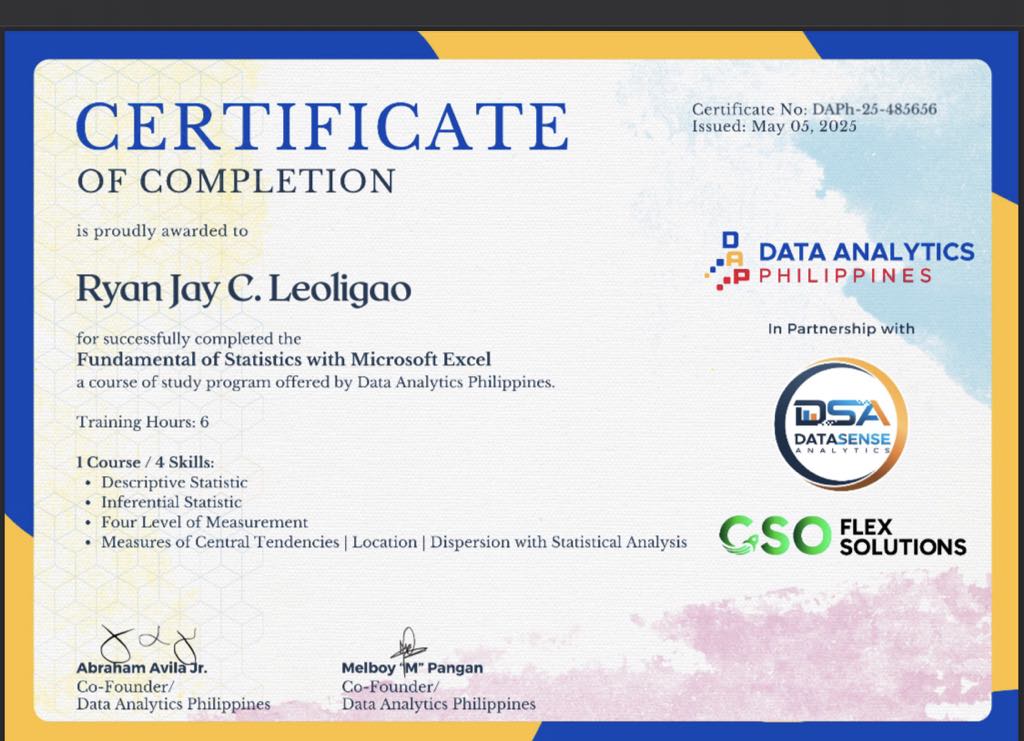 CERTIFICATE
OF COMPLETION
Certificate No: DAPh-25-485656
Issued: May 05, 2025
is proudly awarded to
Ryan Jay C. Leoligao
for successfully completed the
Fundamental of Statistics with Microsoft Excel
a course of study program offered by Data Analytics Philippines.
Training Hours: 6
1 Course / 4 Skills:
• Descriptive Statistic
• Inferential Statistic
• Four Level of Measurement
• Measures of Central Tendencies | Location | Dispersion with Statistical Analysis
DAP
DATA ANALYTICS
PHILIPPINES
In Partnership with
DSA
DATASENSE
ANALYTICS
GSO FLEX
SOLUTIONS
Abraham Avila Jr.
Co-Founder/
Data Analytics Philippines
Melboy "M" Pangan
Co-Founder/
Data Analytics Philippines